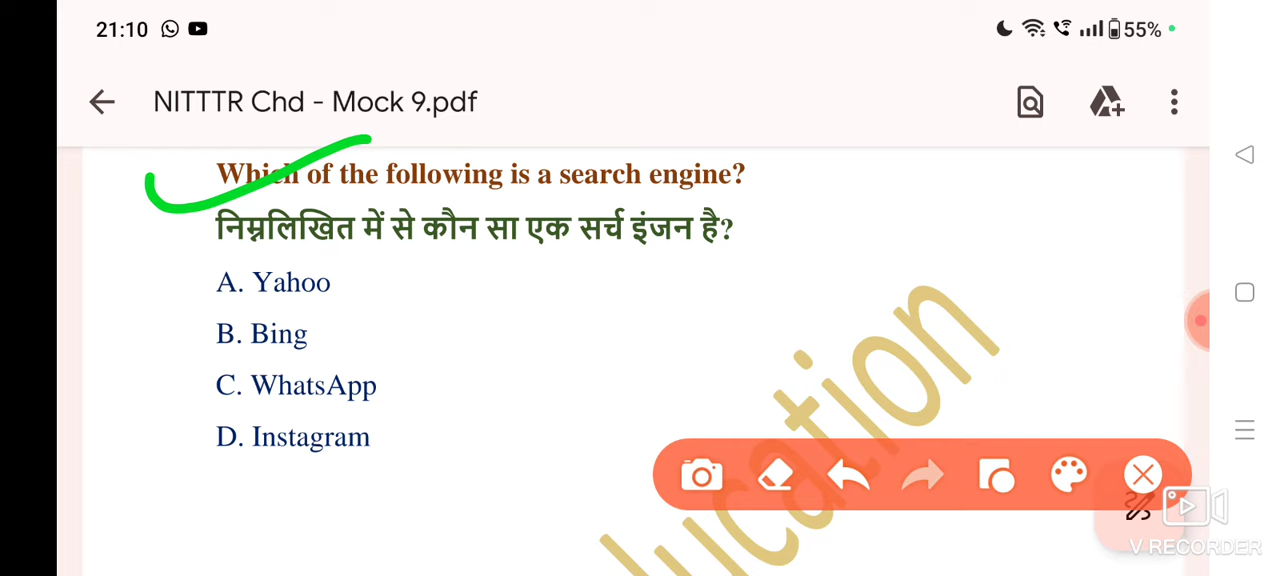 21:10 55%
NITTTR Chd - Mock 9.pdf
Which of the following is a search engine?
निम्नलिखित में से कौन सा एक सर्च इंजन है?
A. Yahoo
B. Bing
C. WhatsApp
D. Instagram
ucation
V RECORDER